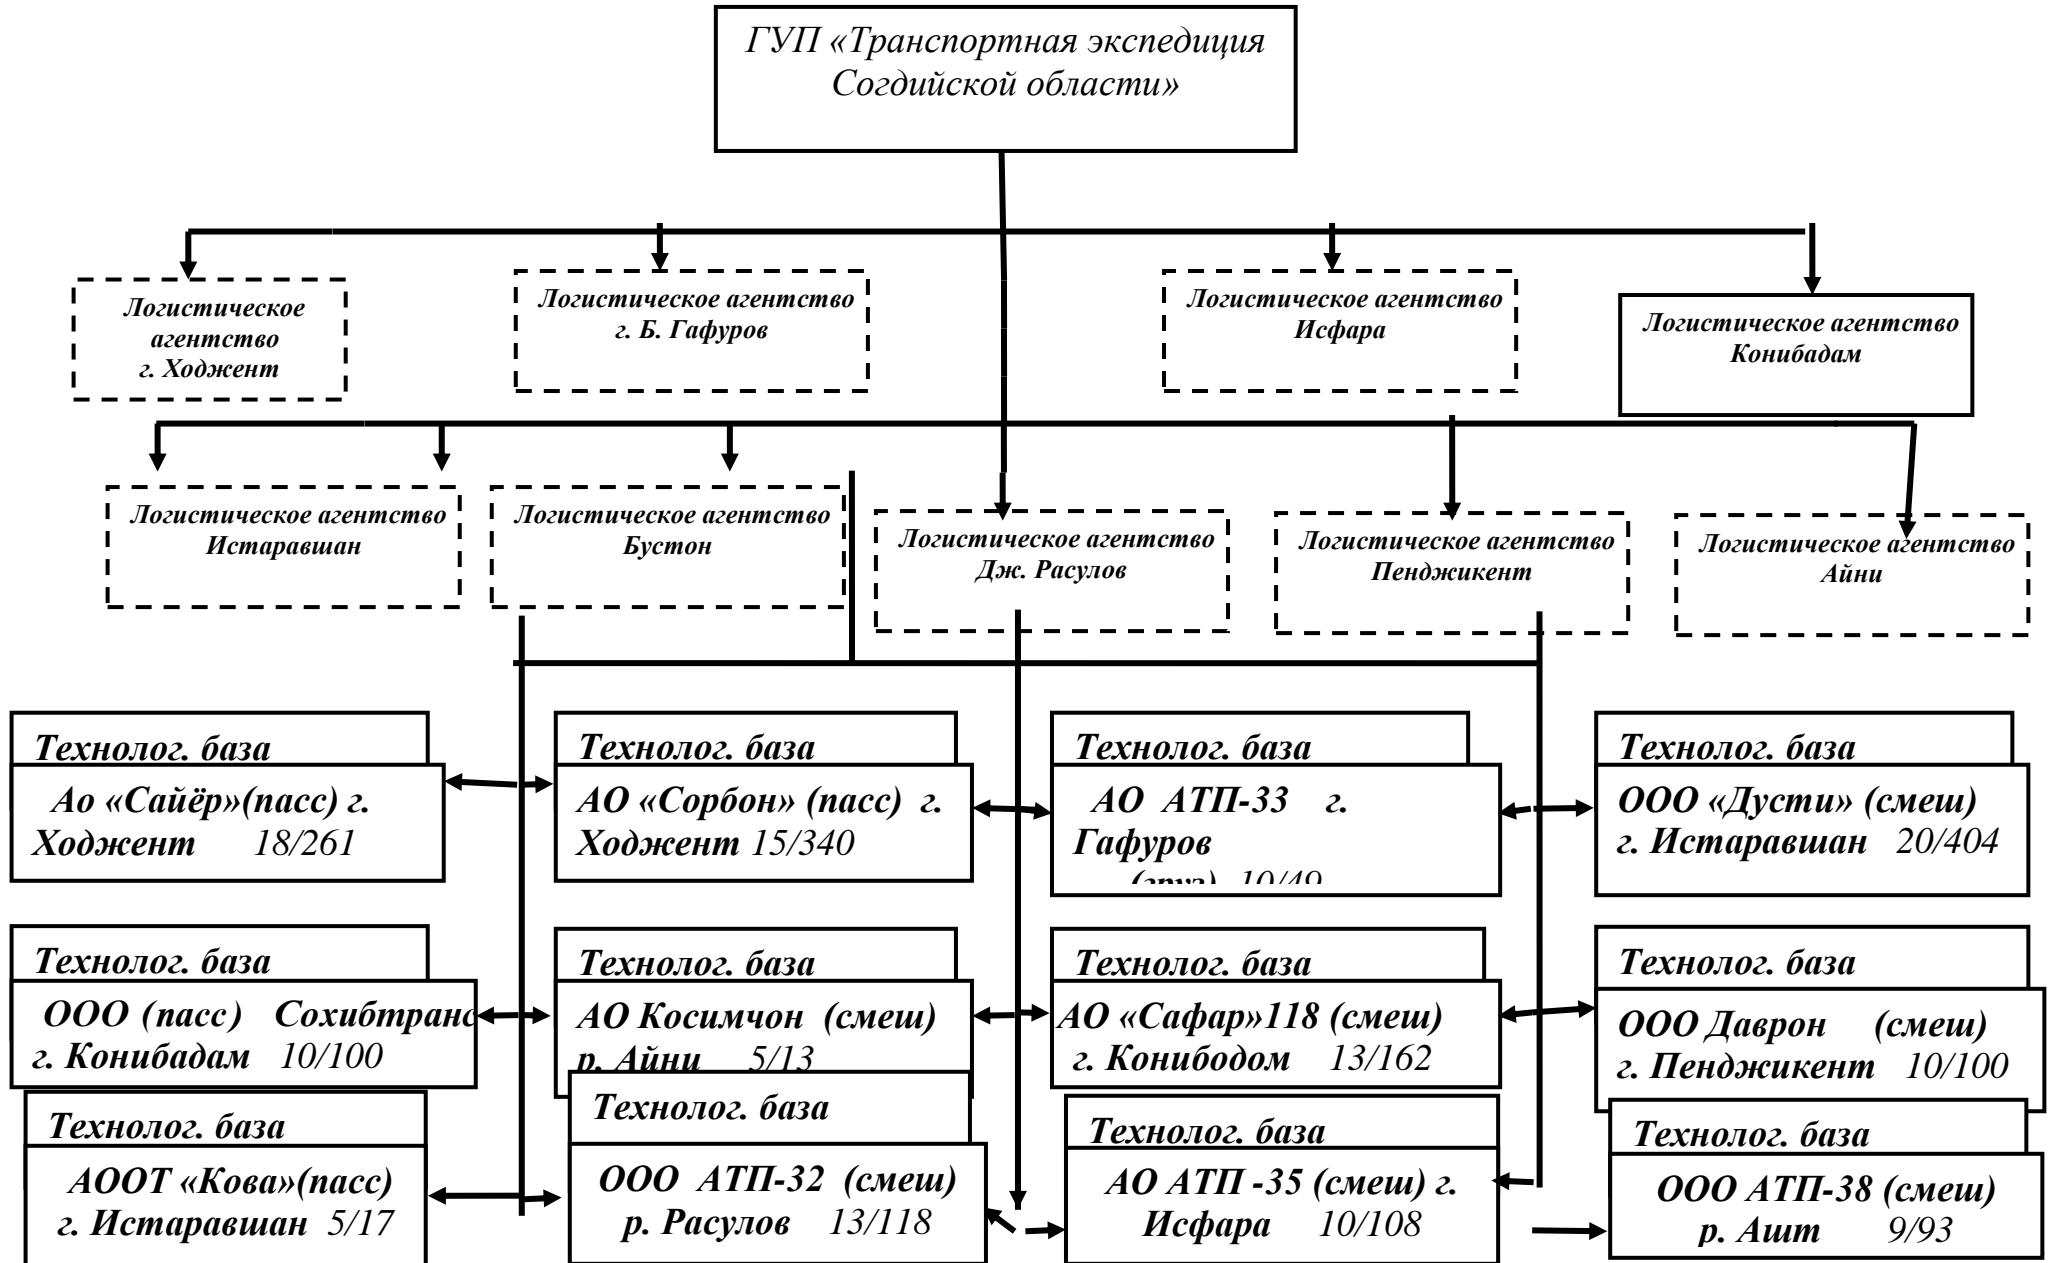 ГУП «Транспортная экспедиция
Согдийской области»
Логистическое
агентство
г. Ходжент
Логистическое агентство
г. Б. Гафуров
Логистическое агентство
Исфара
Логистическое агентство
Конибадам
Логистическое агентство
Истаравшан
Логистическое агентство
Бустон
Логистическое агентство
Дж. Расулов
Логистическое агентство
Пенджикент
Логистическое агентство
Айни
Технолог. база
Ао «Сайёр»(пасс) г.
Ходжент 18/261
Технолог. база
АО «Сорбон» (пасс) г.
Ходжент 15/340
Технолог. база
АО АТП-33 г.
Гафуров
(груз) 10/49
Технолог. база
ООО «Дусти» (смеш)
г. Истаравшан 20/404
Технолог. база
ООО (пасс) Сохибтранс
г. Конибадам 10/100
Технолог. база
АО Косимчон (смеш)
р. Айни 5/13
Технолог. база
АО «Сафар»118 (смеш)
г. Конибодом 13/162
Технолог. база
ООО Даврон (смеш)
г. Пенджикент 10/100
Технолог. база
АООТ «Кова»(пасс)
г. Истаравшан 5/17
Технолог. база
ООО АТП-32 (смеш)
р. Расулов 13/118
Технолог. база
АО АТП -35 (смеш) г.
Исфара 10/108
Технолог. база
ООО АТП-38 (смеш)
р. Ашт 9/93